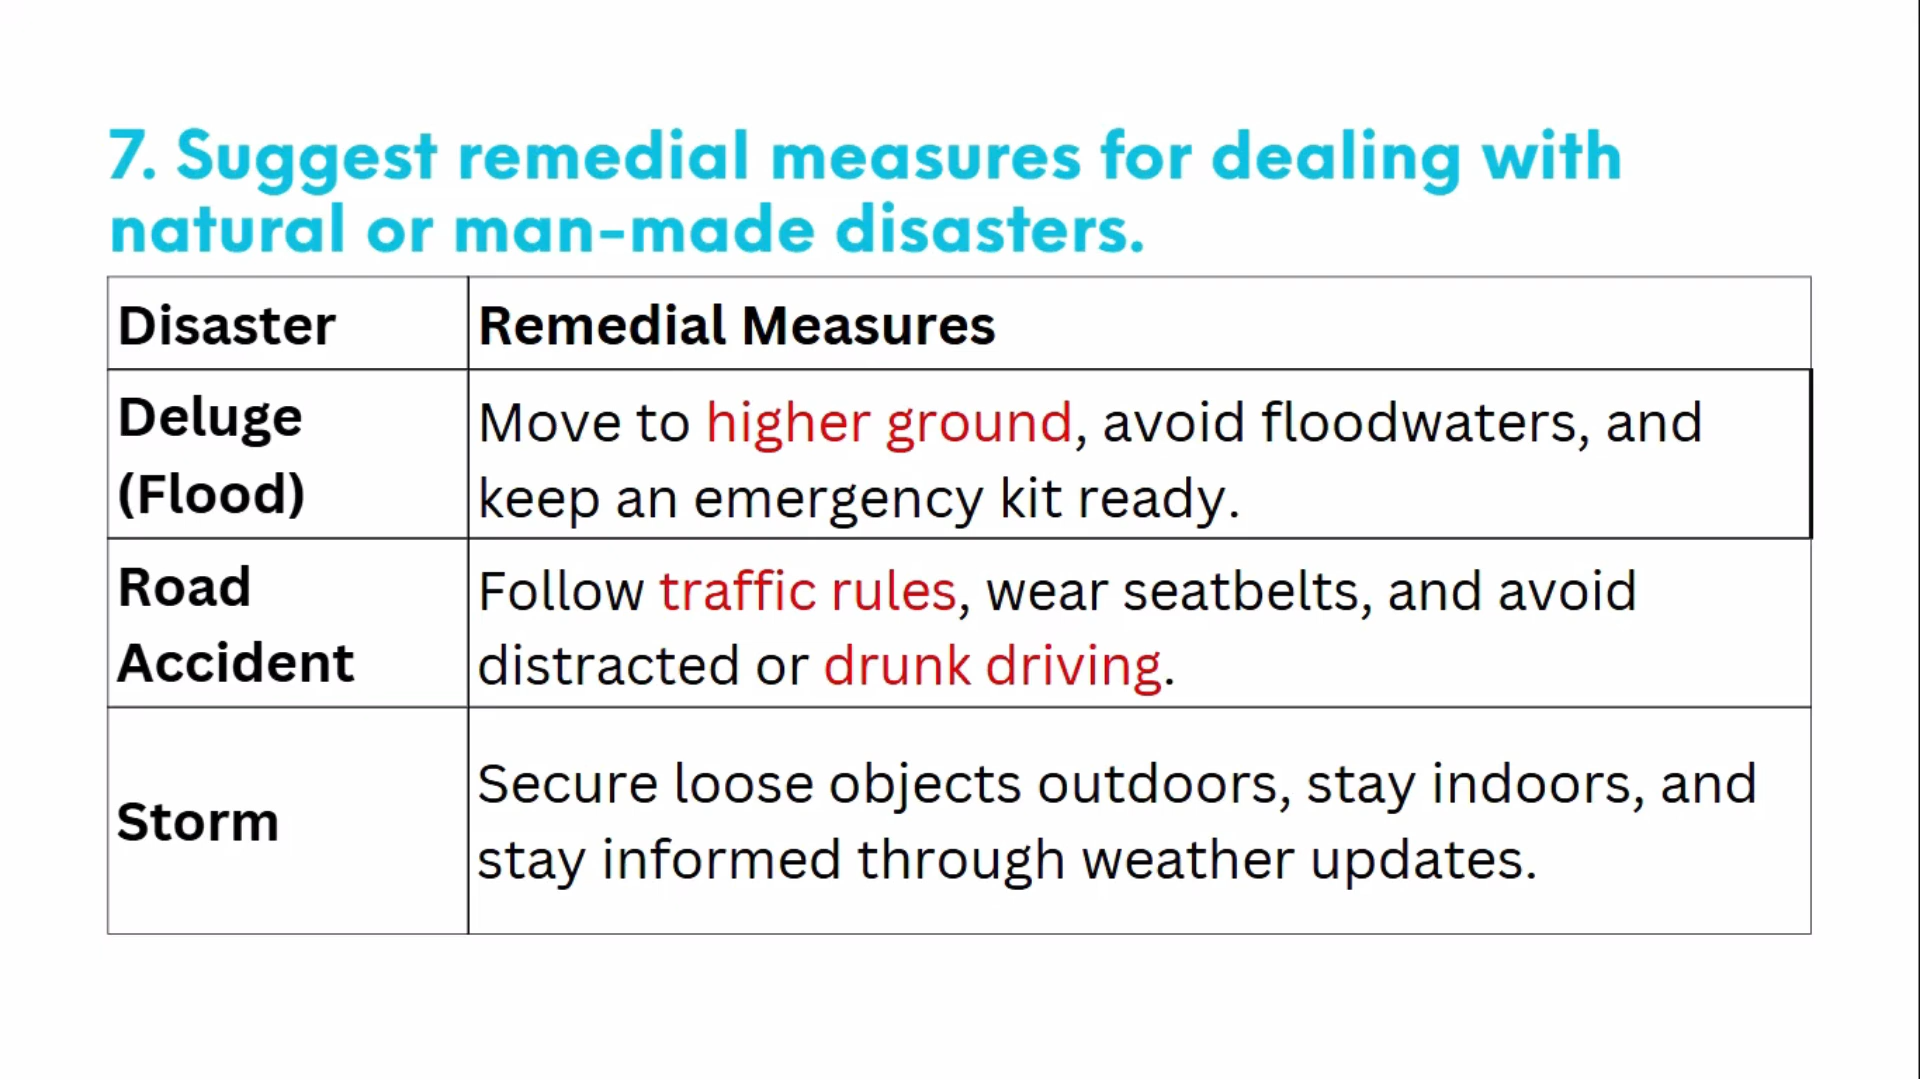 7. Suggest remedial measures for dealing with
natural or man-made disasters.
Disaster
Remedial Measures
Deluge
(Flood)
Move to higher ground, avoid floodwaters, and
keep an emergency kit ready.
Road
Accident
Follow traffic rules, wear seatbelts, and avoid
distracted or drunk driving.
Storm
Secure loose objects outdoors, stay indoors, and
stay informed through weather updates.